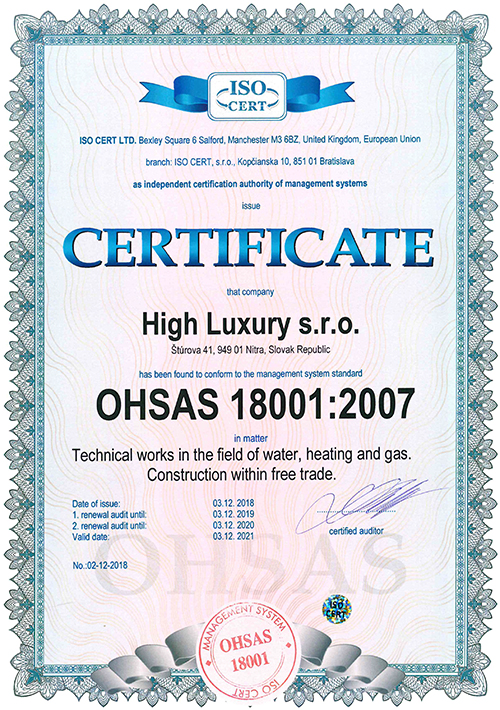 ISO
CERT
ISO CERT LTD. Bexley Square 6 Salford, Manchester M3 6BZ, United Kingdom, European Union
branch: ISO CERT, s.r.o., Kopčianska 10, 851 01 Bratislava
as independent certification authority of management systems
issue
CERTIFICATE
that company
High Luxury s.r.o.
Štúrova 41, 949 01 Nitra, Slovak Republic
has been found to conform to the management system standard
OHSAS 18001:2007
in matter
Technical works in the field of water, heating and gas.
Construction within free trade.
Date of issue: 03.12. 2018
1. renewal audit until: 03.12. 2019
2. renewal audit until: 03.12. 2020
Valid date: 03.12. 2021
certified auditor
No.:02-12-2018
OHSAS
ISO
CERT
MANAGEMENT SYSTEM
OHSAS
18001
ISO CERT